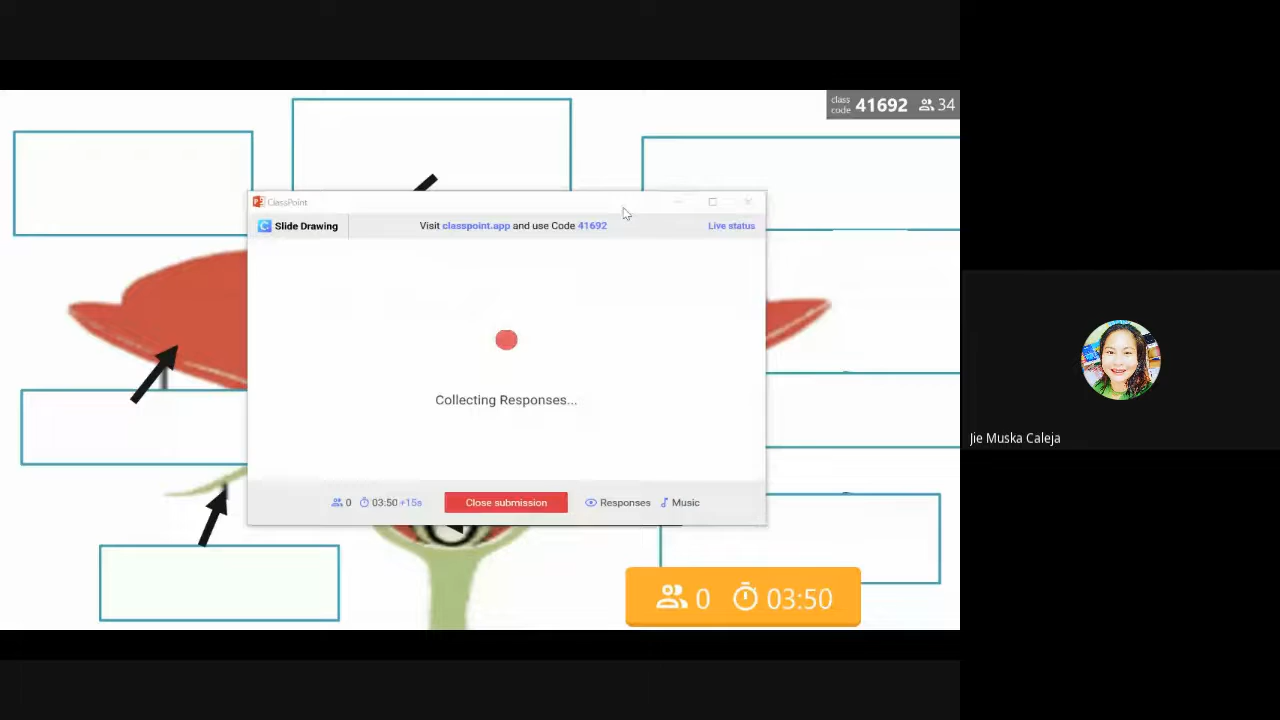 class code 41692 34
ClassPoint
Slide Drawing
Visit classpoint.app and use Code 41692
Live status
Collecting Responses...
0 03:50 +15s
Close submission
Responses
Music
0 03:50
Jie Muska Caleja